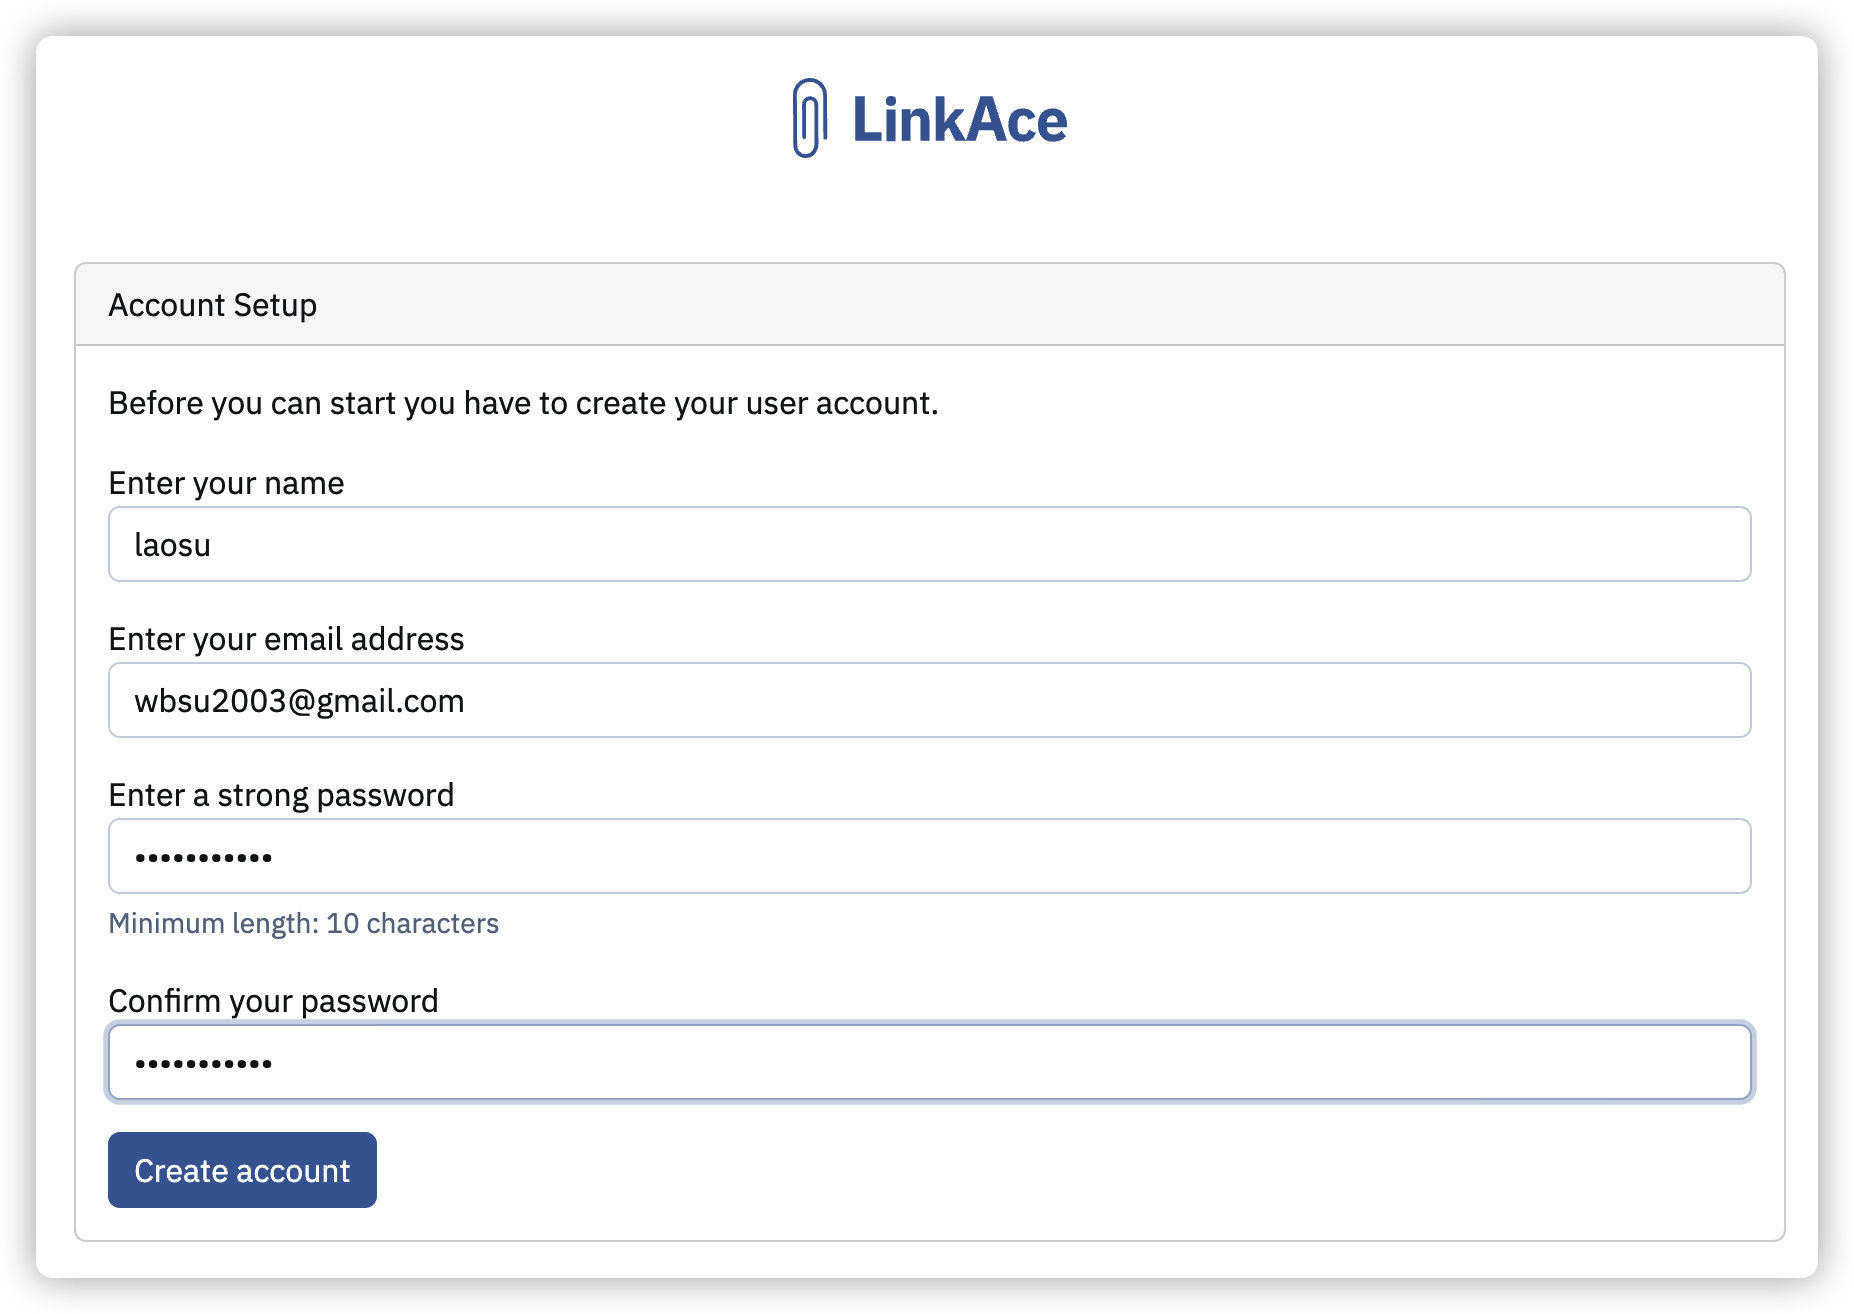 LinkAce
Account Setup
Before you can start you have to create your user account.
Enter your name
laosu
Enter your email address
wbsu2003@gmail.com
Enter a strong password
•••••••••••
Minimum length: 10 characters
Confirm your password
•••••••••••
Create account